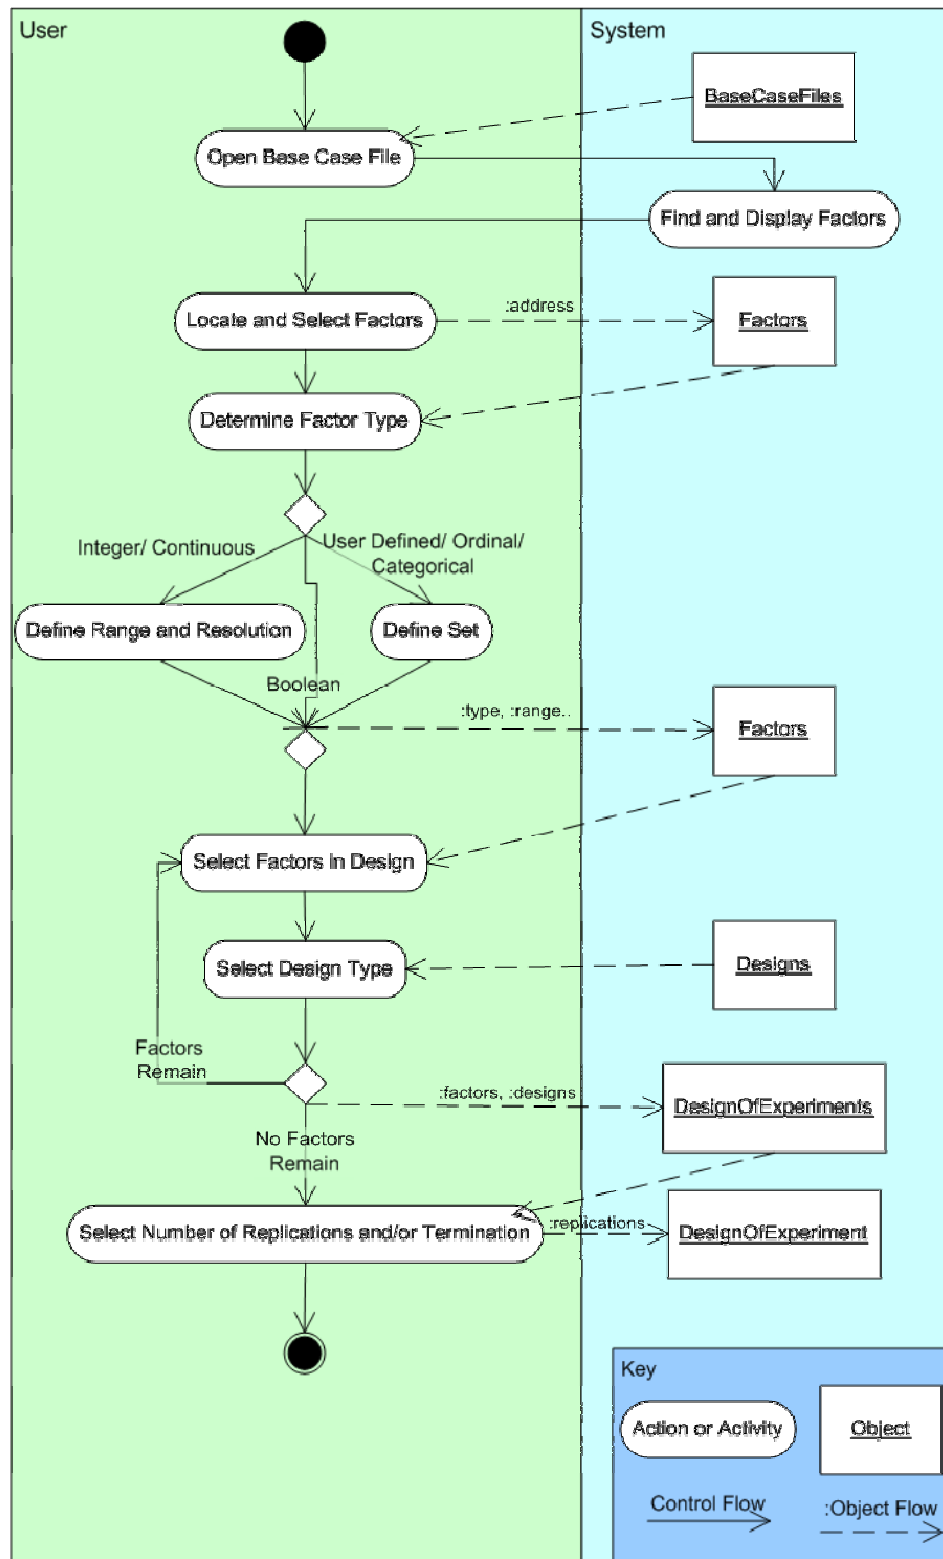 User
System
BaseCaseFiles
Open Base Case File
Find and Display Factors
:address
Locate and Select Factors
Factors
Determine Factor Type
Integer/ Continuous
User Defined/ Ordinal/
Categorical
Define Range and Resolution
Define Set
Boolean
:type, :range..
Factors
Select Factors in Design
Select Design Type
Designs
Factors
Remain
:factors, :designs
DesignOfExperiments
No Factors
Remain
Select Number of Replications and/or Termination
:replications
DesignOfExperiment
Key
Action or Activity
Object
Control Flow
:Object Flow